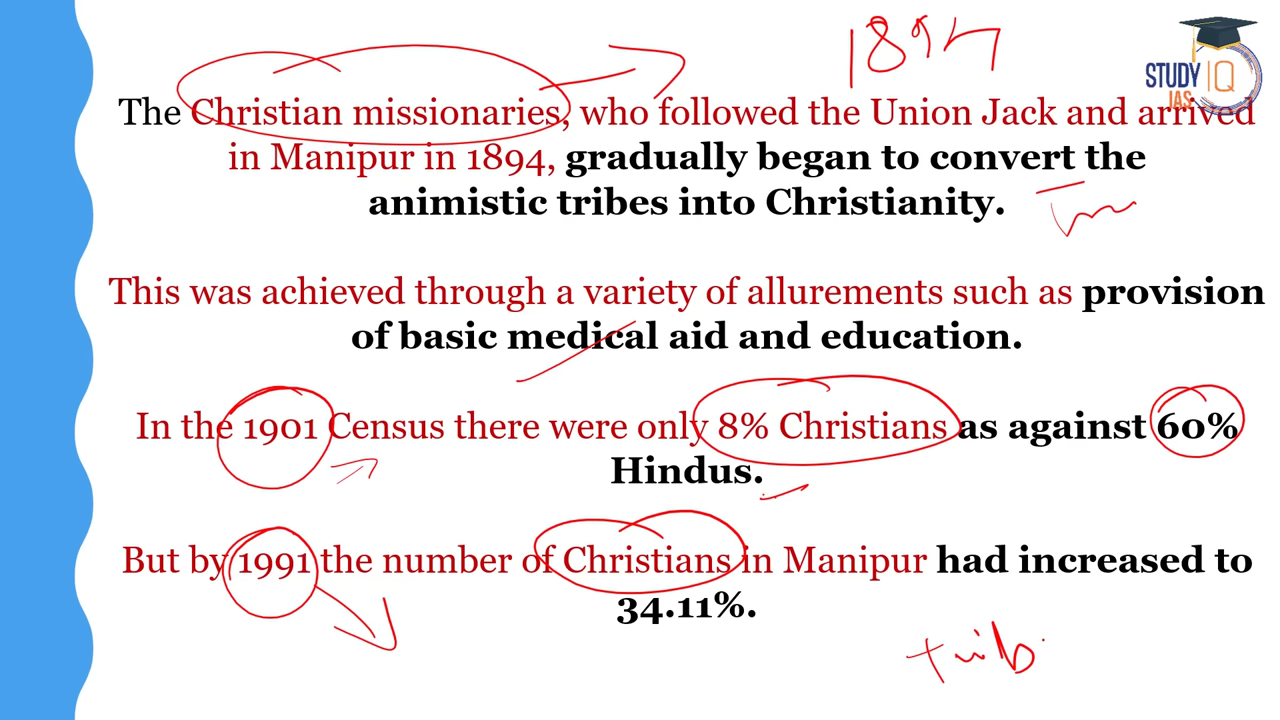 1894
STUDY IQ
IAS
The Christian missionaries, who followed the Union Jack and arrived
in Manipur in 1894, gradually began to convert the
animistic tribes into Christianity.
This was achieved through a variety of allurements such as provision
of basic medical aid and education.
In the 1901 Census there were only 8% Christians as against 60%
Hindus.
But by 1991 the number of Christians in Manipur had increased to
34.11%.
trib